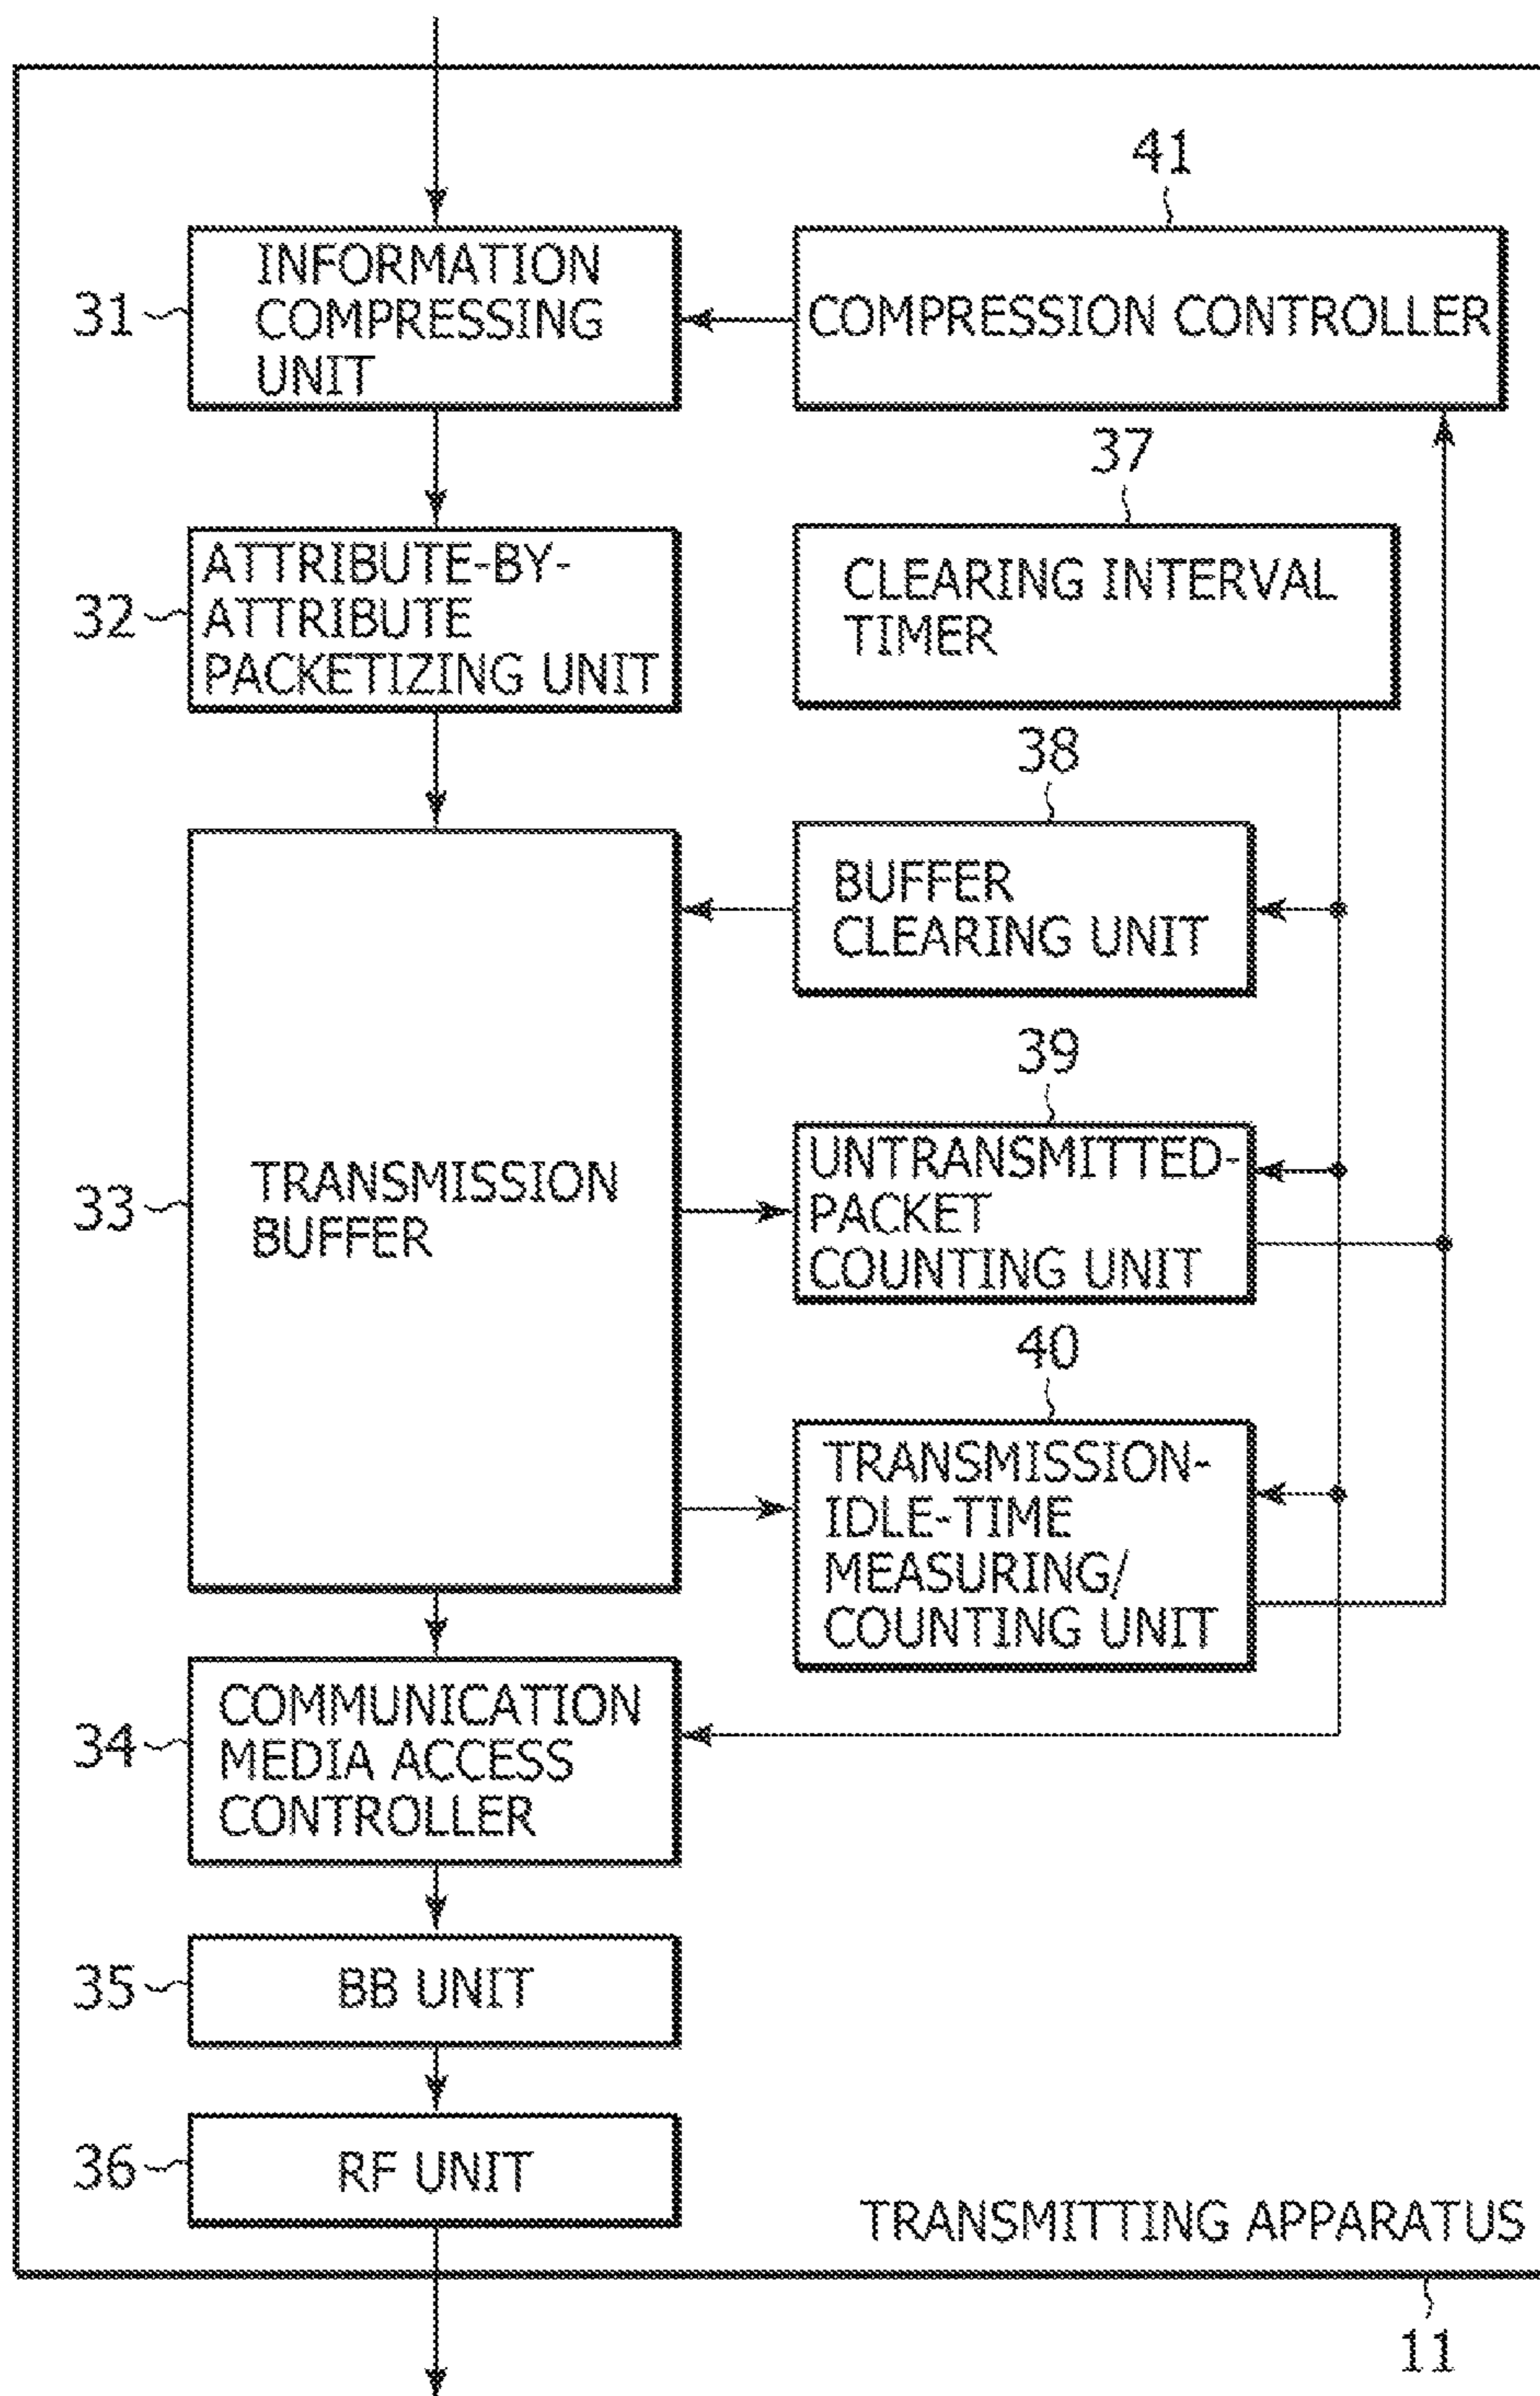 41
31
INFORMATION
COMPRESSING
UNIT
COMPRESSION CONTROLLER
37
32
ATTRIBUTE-BY-
ATTRIBUTE
PACKETIZING UNIT
CLEARING INTERVAL
TIMER
38
BUFFER
CLEARING UNIT
39
33
TRANSMISSION
BUFFER
UNTRANSMITTED-
PACKET
COUNTING UNIT
40
TRANSMISSION-
IDLE-TIME
MEASURING/
COUNTING UNIT
34
COMMUNICATION
MEDIA ACCESS
CONTROLLER
35
BB UNIT
36
RF UNIT
TRANSMITTING APPARATUS
11